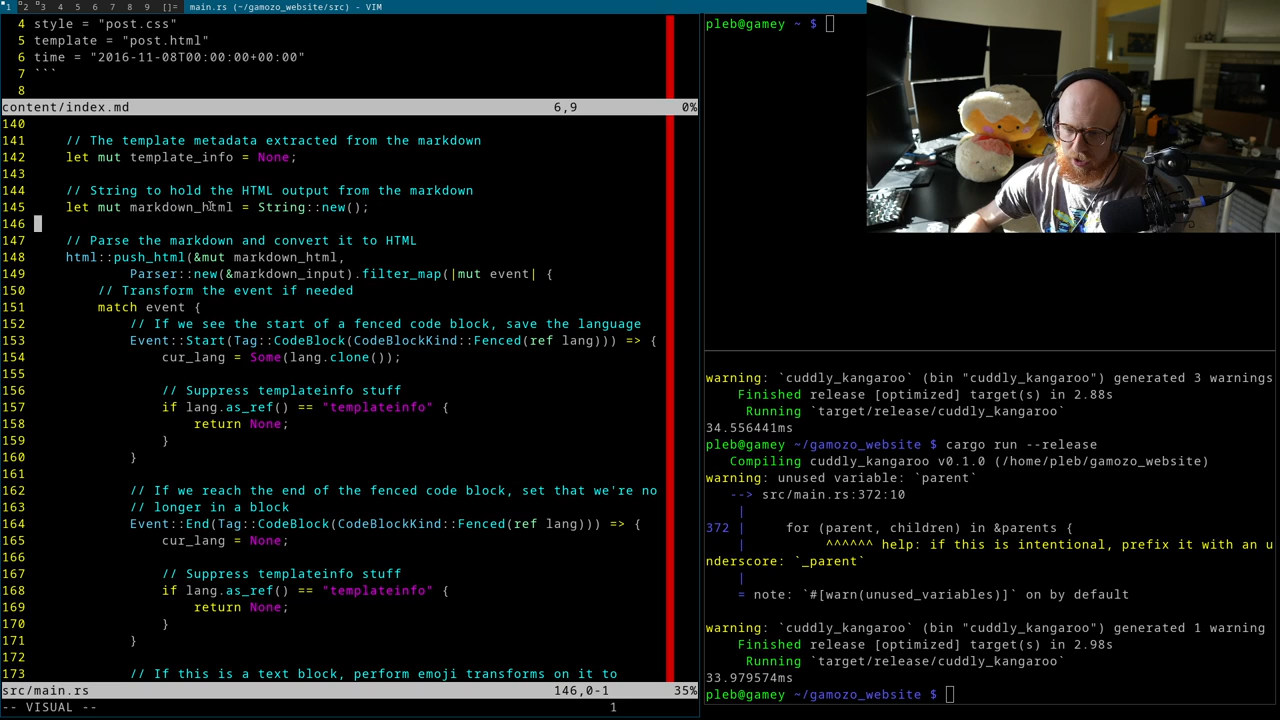 1 2 3 4 5 6 7 8 9 []= main.rs (~/gamozo_website/src) - VIM
4 style = "post.css"
5 template = "post.html"
6 time = "2016-11-08T00:00:00+00:00"
7 ```
8
content/index.md 6,9 0%
140
141 // The template metadata extracted from the markdown
142 let mut template_info = None;
143
144 // String to hold the HTML output from the markdown
145 let mut markdown_html = String::new();
146
147 // Parse the markdown and convert it to HTML
148 html::push_html(&mut markdown_html,
149 Parser::new(&markdown_input).filter_map(|mut event| {
150 // Transform the event if needed
151 match event {
152 // If we see the start of a fenced code block, save the language
153 Event::Start(Tag::CodeBlock(CodeBlockKind::Fenced(ref lang))) => {
154 cur_lang = Some(lang.clone());
155
156 // Suppress templateinfo stuff
157 if lang.as_ref() == "templateinfo" {
158 return None;
159 }
160 }
161
162 // If we reach the end of the fenced code block, set that we're no
163 // longer in a block
164 Event::End(Tag::CodeBlock(CodeBlockKind::Fenced(ref lang))) => {
165 cur_lang = None;
166
167 // Suppress templateinfo stuff
168 if lang.as_ref() == "templateinfo" {
169 return None;
170 }
171 }
172
173 // If this is a text block, perform emoji transforms on it to
src/main.rs 146,0-1 35%
-- VISUAL -- 1
pleb@gamey ~ $
warning: `cuddly_kangaroo` (bin "cuddly_kangaroo") generated 3 warnings
Finished release [optimized] target(s) in 2.88s
Running `target/release/cuddly_kangaroo`
34.556441ms
pleb@gamey ~/gamozo_website $ cargo run --release
Compiling cuddly_kangaroo v0.1.0 (/home/pleb/gamozo_website)
warning: unused variable: `parent`
--> src/main.rs:372:10
|
372 | for (parent, children) in &parents {
| ^^^^^^ help: if this is intentional, prefix it with an u
nderscore: `_parent`
|
= note: `#[warn(unused_variables)]` on by default
warning: `cuddly_kangaroo` (bin "cuddly_kangaroo") generated 1 warning
Finished release [optimized] target(s) in 2.98s
Running `target/release/cuddly_kangaroo`
33.979574ms
pleb@gamey ~/gamozo_website $